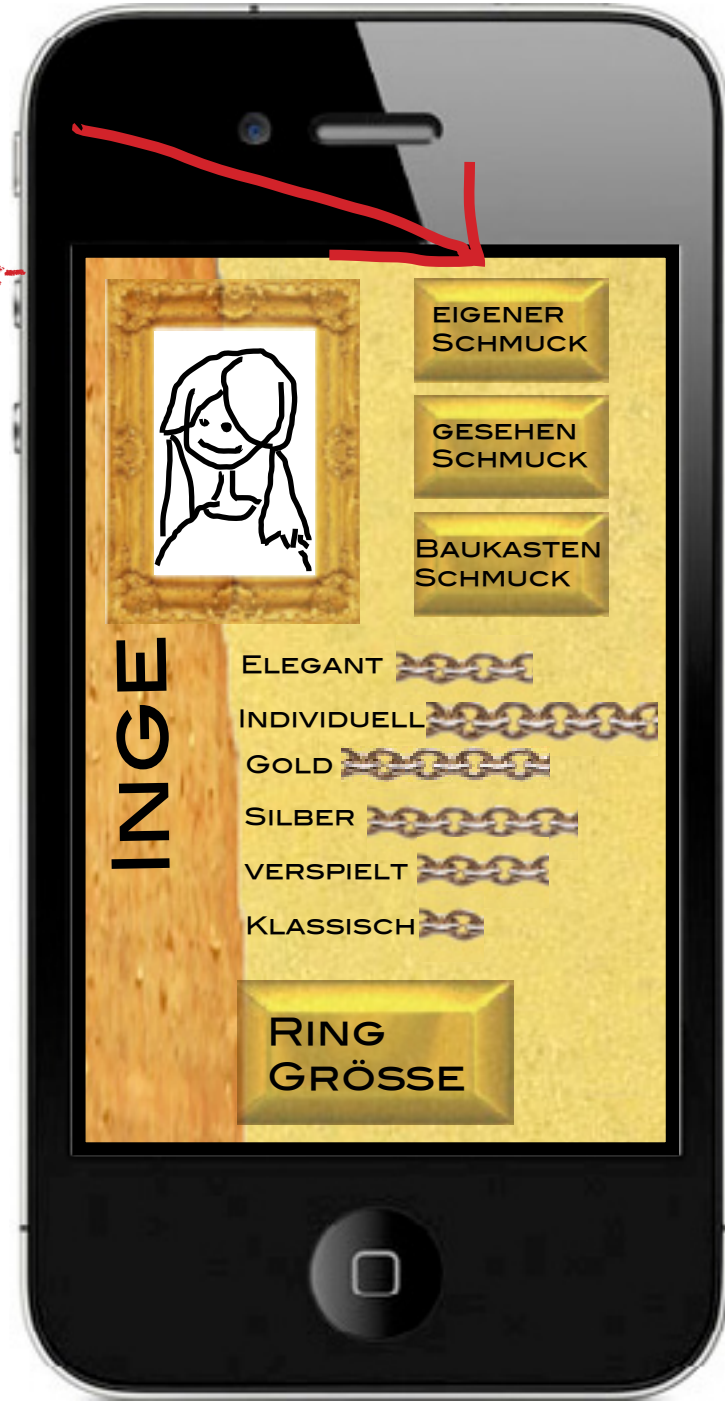 EIGENER
SCHMUCK
GESEHEN
SCHMUCK
BAUKASTEN
SCHMUCK
INGE
ELEGANT
INDIVIDUELL
GOLD
SILBER
VERSPIELT
KLASSISCH
RING
GRÖSSE